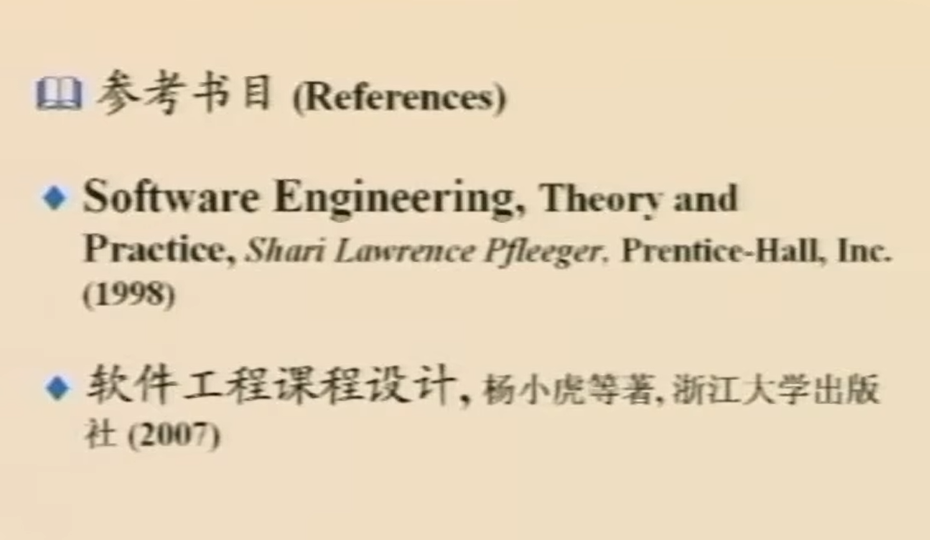 参考书目 (References)
Software Engineering, Theory and
Practice, Shari Lawrence Pfleeger. Prentice-Hall, Inc.
(1998)
软件工程课程设计, 杨小虎等著, 浙江大学出版
社 (2007)